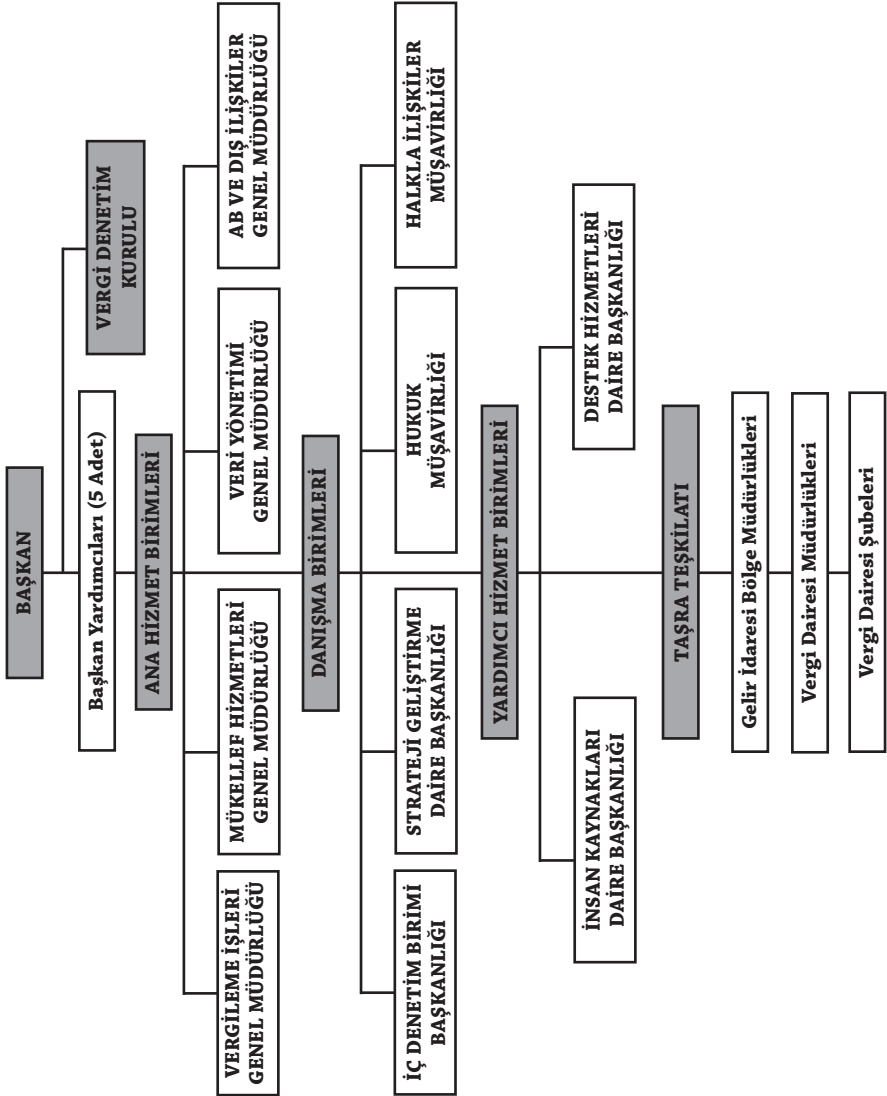 BAŞKAN
VERGİ DENETİM
KURULU
Başkan Yardımcıları (5 Adet)
ANA HİZMET BİRİMLERİ
VERGİLEME İŞLERİ
GENEL MÜDÜRLÜĞÜ
MÜKELLEF HİZMETLERİ
GENEL MÜDÜRLÜĞÜ
VERİ YÖNETİMİ
GENEL MÜDÜRLÜĞÜ
AB VE DIŞ İLİŞKİLER
GENEL MÜDÜRLÜĞÜ
DANIŞMA BİRİMLERİ
İÇ DENETİM BİRİMİ
BAŞKANLIĞI
STRATEJİ GELİŞTİRME
DAİRE BAŞKANLIĞI
HUKUK
MÜŞAVİRLİĞİ
HALKLA İLİŞKİLER
MÜŞAVİRLİĞİ
YARDIMCI HİZMET BİRİMLERİ
İNSAN KAYNAKLARI
DAİRE BAŞKANLIĞI
DESTEK HİZMETLERİ
DAİRE BAŞKANLIĞI
TAŞRA TEŞKİLATI
Gelir İdaresi Bölge Müdürlükleri
Vergi Dairesi Müdürlükleri
Vergi Dairesi Şubeleri